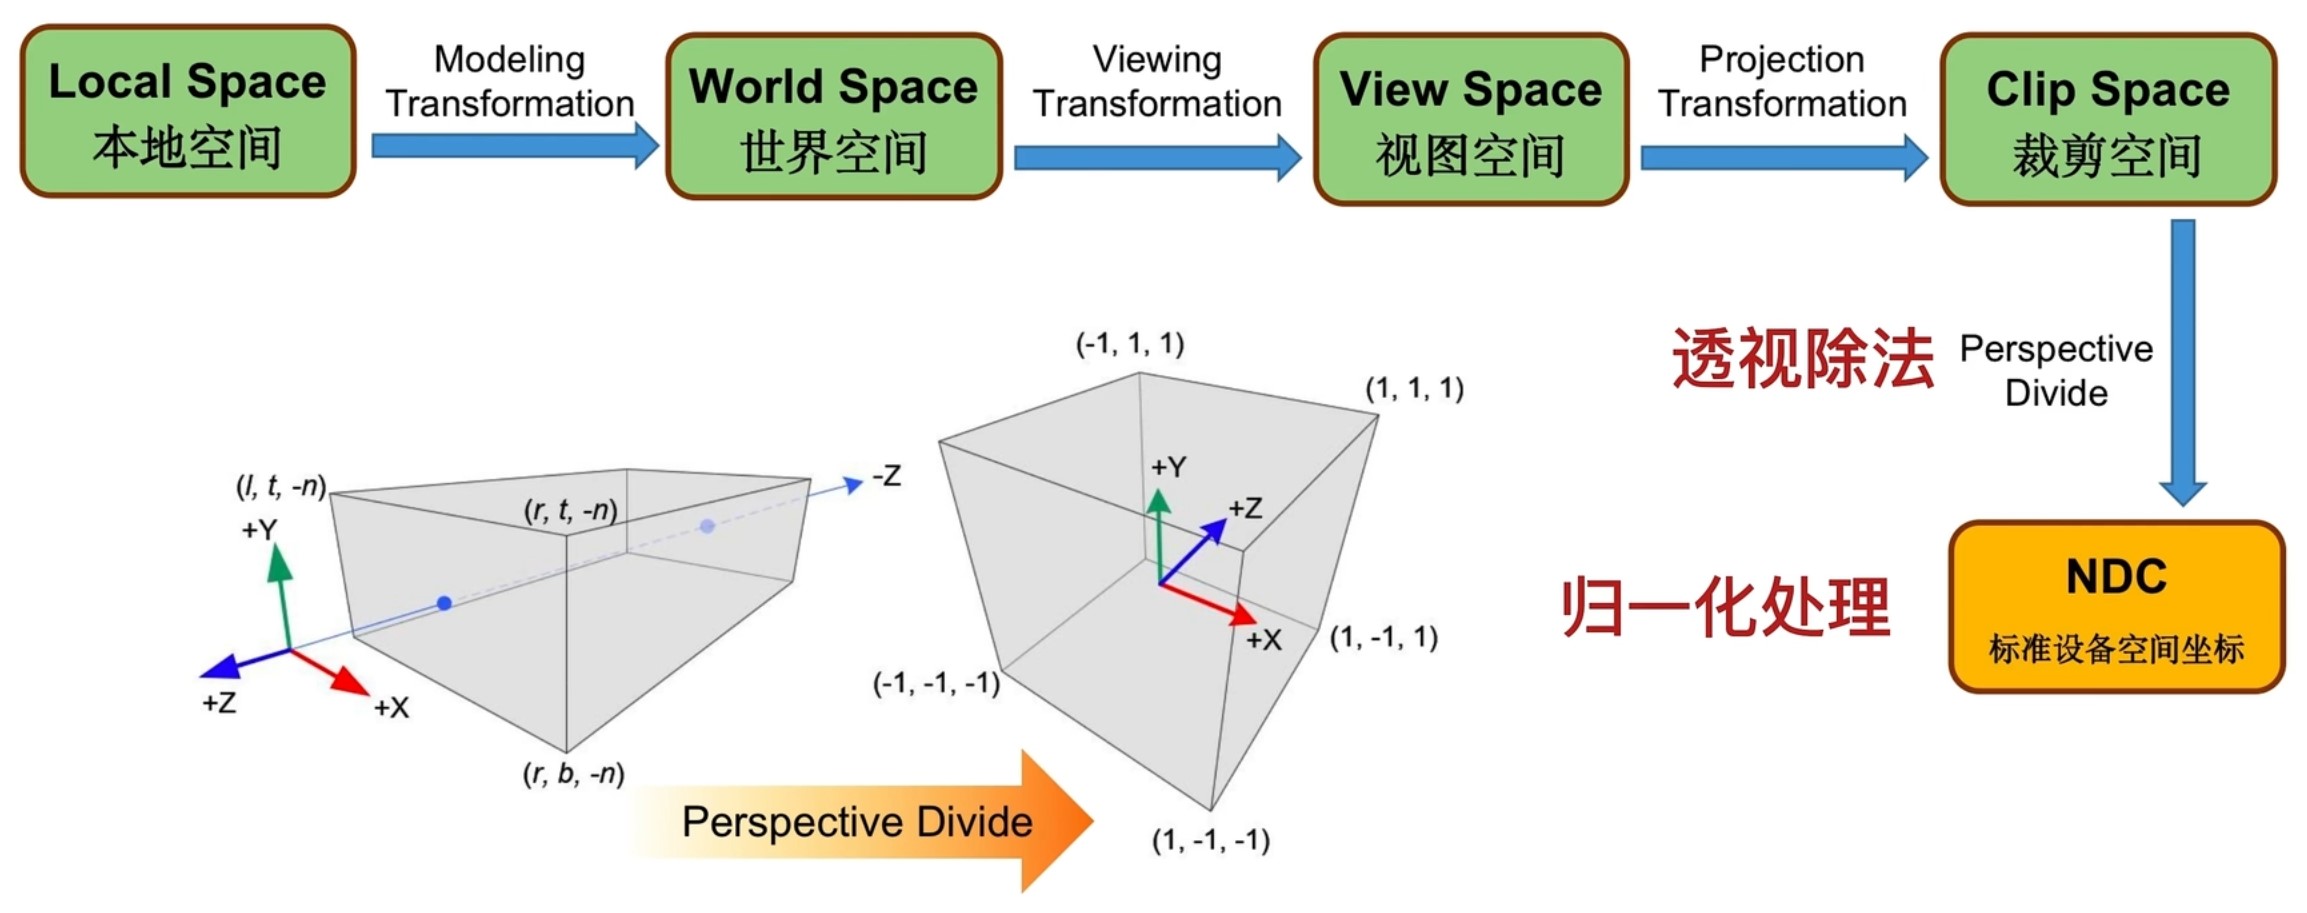 Local Space
本地空间
Modeling
Transformation
World Space
世界空间
Viewing
Transformation
View Space
视图空间
Projection
Transformation
Clip Space
裁剪空间
透视除法
Perspective
Divide
归一化处理
NDC
标准设备空间坐标
(l, t, -n)
(r, t, -n)
-Z
+Y
+Z
+X
(r, b, -n)
Perspective Divide
(-1, 1, 1)
(1, 1, 1)
+Y
+Z
+X
(1, -1, 1)
(-1, -1, -1)
(1, -1, -1)